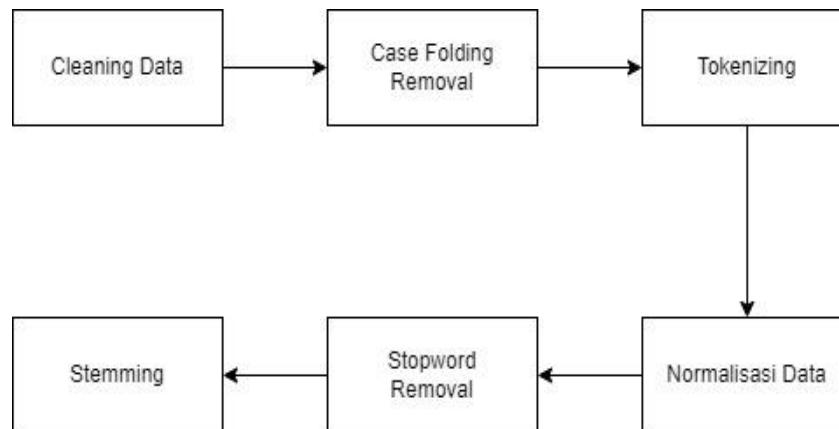 Cleaning Data
Case Folding
Removal
Tokenizing
Normalisasi Data
Stopword
Removal
Stemming